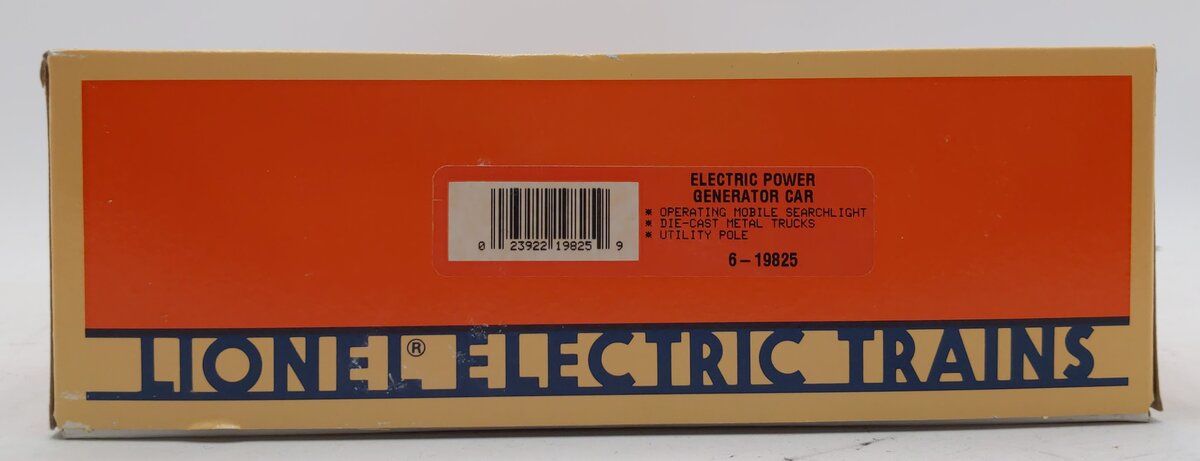 ELECTRIC POWER
GENERATOR CAR
* OPERATING MOBILE SEARCHLIGHT
* DIE-CAST METAL TRUCKS
* UTILITY POLE
6-19825
0 23922 19825 9
LIONEL® ELECTRIC TRAINS